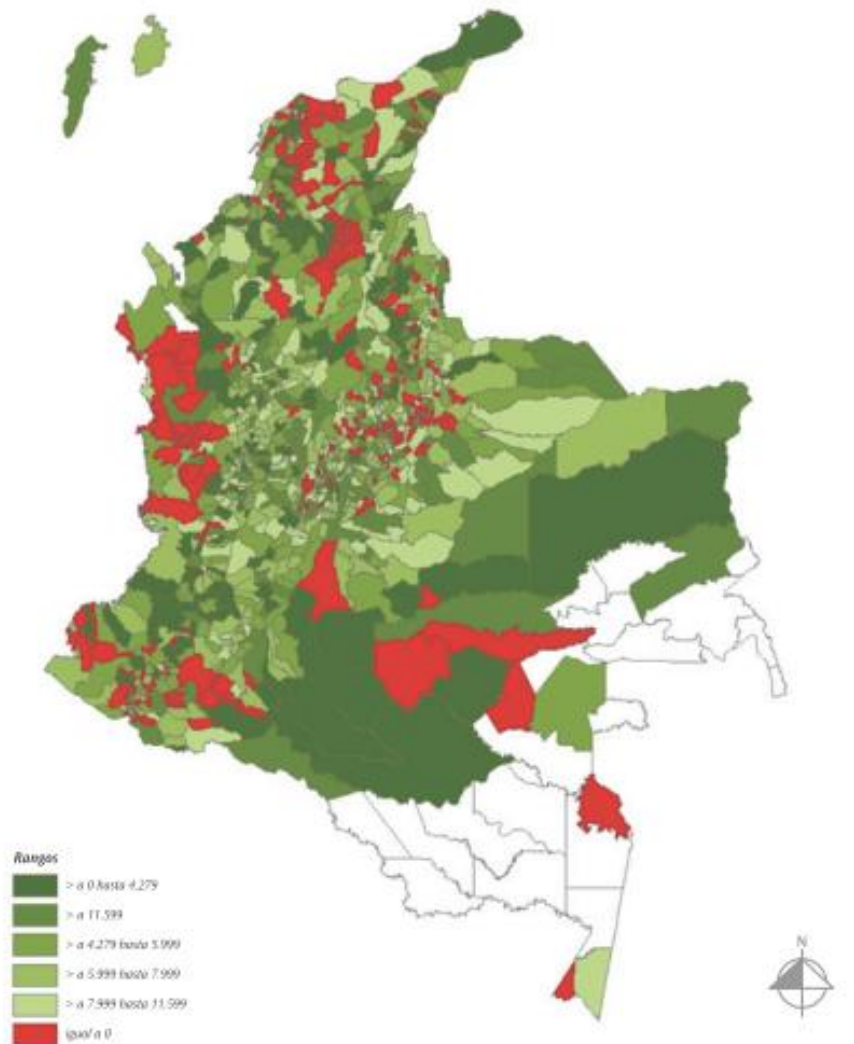 Rangos
> a 0 hasta 4.279
> a 11.599
> a 4.279 hasta 5.999
> a 5.999 hasta 7.999
> a 7.999 hasta 11.599
igual a 0
N